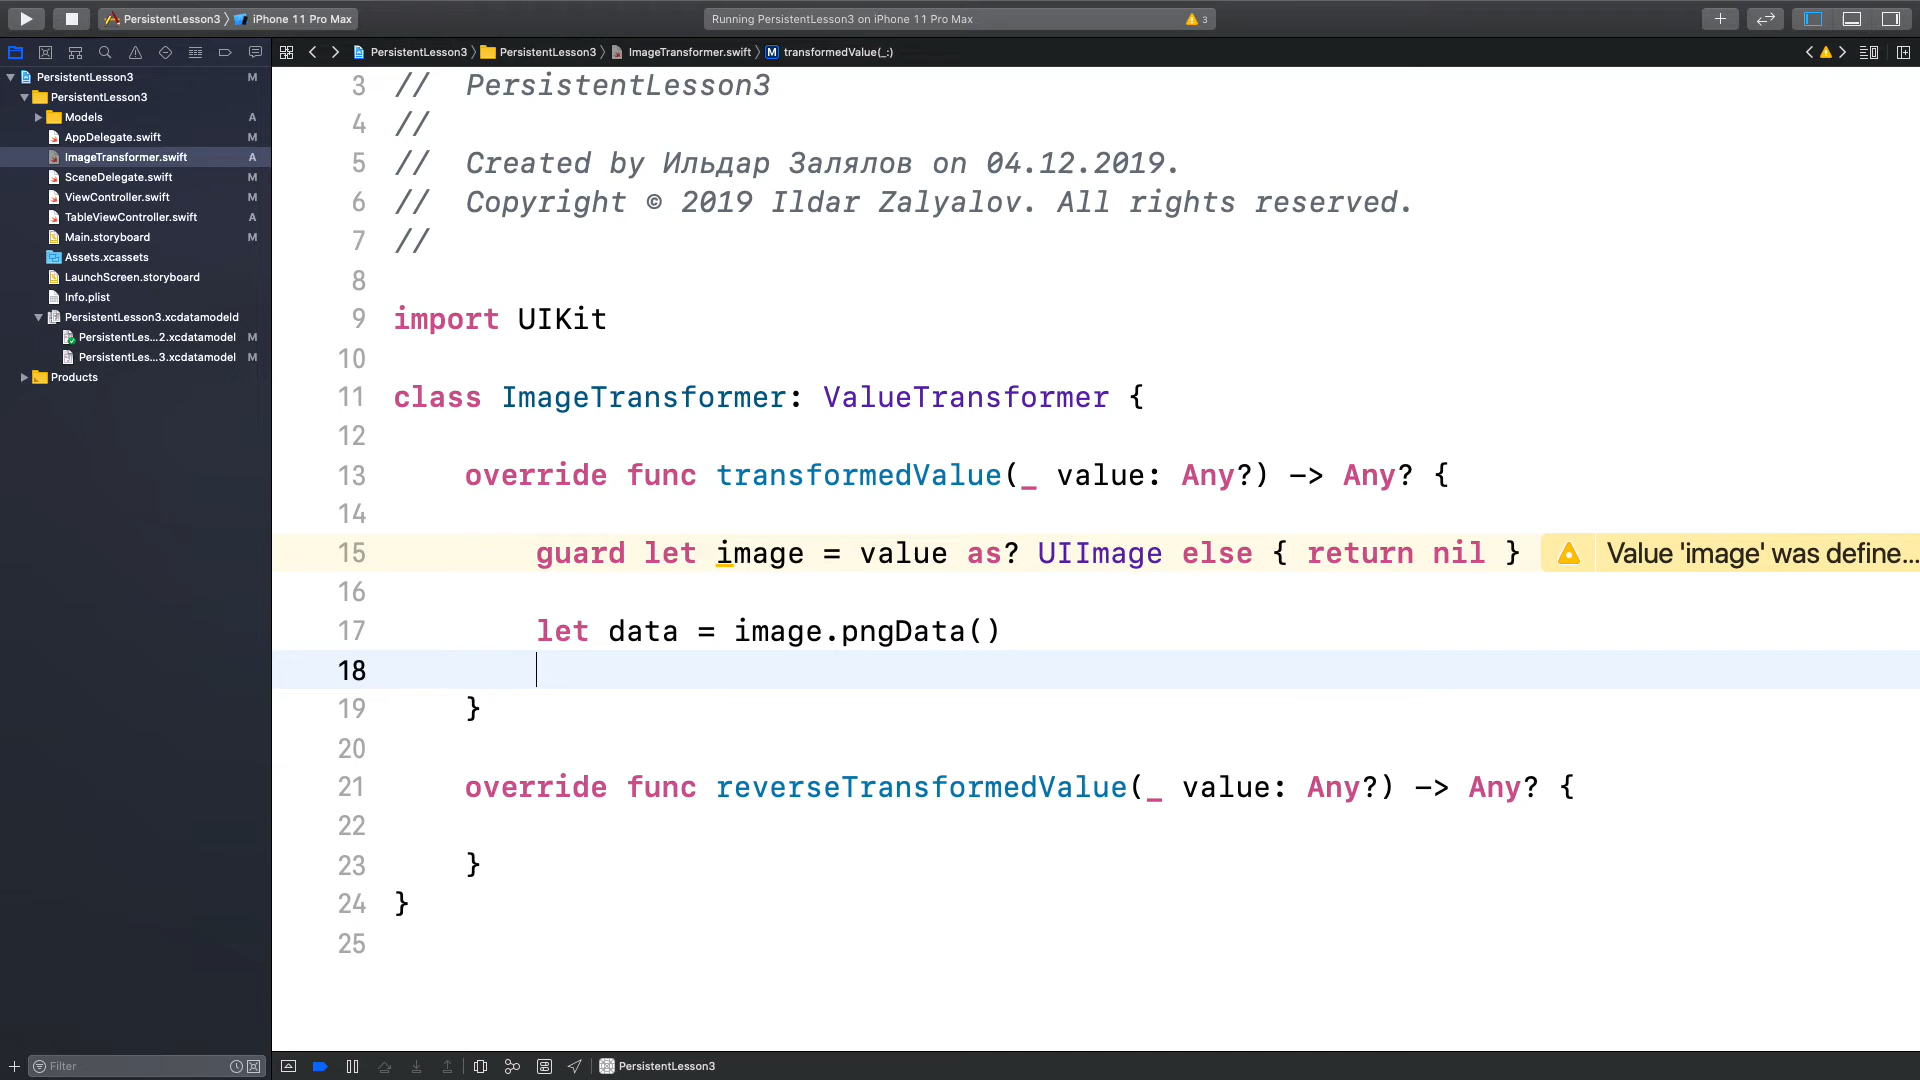 PersistentLesson3 〉 iPhone 11 Pro Max
Running PersistentLesson3 on iPhone 11 Pro Max
3
PersistentLesson3 〉 PersistentLesson3 〉 ImageTransformer.swift 〉 M transformedValue(_:)
PersistentLesson3 M
PersistentLesson3
Models A
AppDelegate.swift M
ImageTransformer.swift A
SceneDelegate.swift M
ViewController.swift M
TableViewController.swift A
Main.storyboard M
Assets.xcassets
LaunchScreen.storyboard
Info.plist
PersistentLesson3.xcdatamodeld
PersistentLes...2.xcdatamodel M
PersistentLes...3.xcdatamodel M
Products
Filter
3 //  PersistentLesson3
4 //
5 //  Created by Ильдар Залялов on 04.12.2019.
6 //  Copyright © 2019 Ildar Zalyalov. All rights reserved.
7 //
8
9 import UIKit
10
11 class ImageTransformer: ValueTransformer {
12
13     override func transformedValue(_ value: Any?) -> Any? {
14
15         guard let image = value as? UIImage else { return nil } Value 'image' was define...
16
17         let data = image.pngData()
18
19     }
20
21     override func reverseTransformedValue(_ value: Any?) -> Any? {
22
23     }
24 }
25
PersistentLesson3